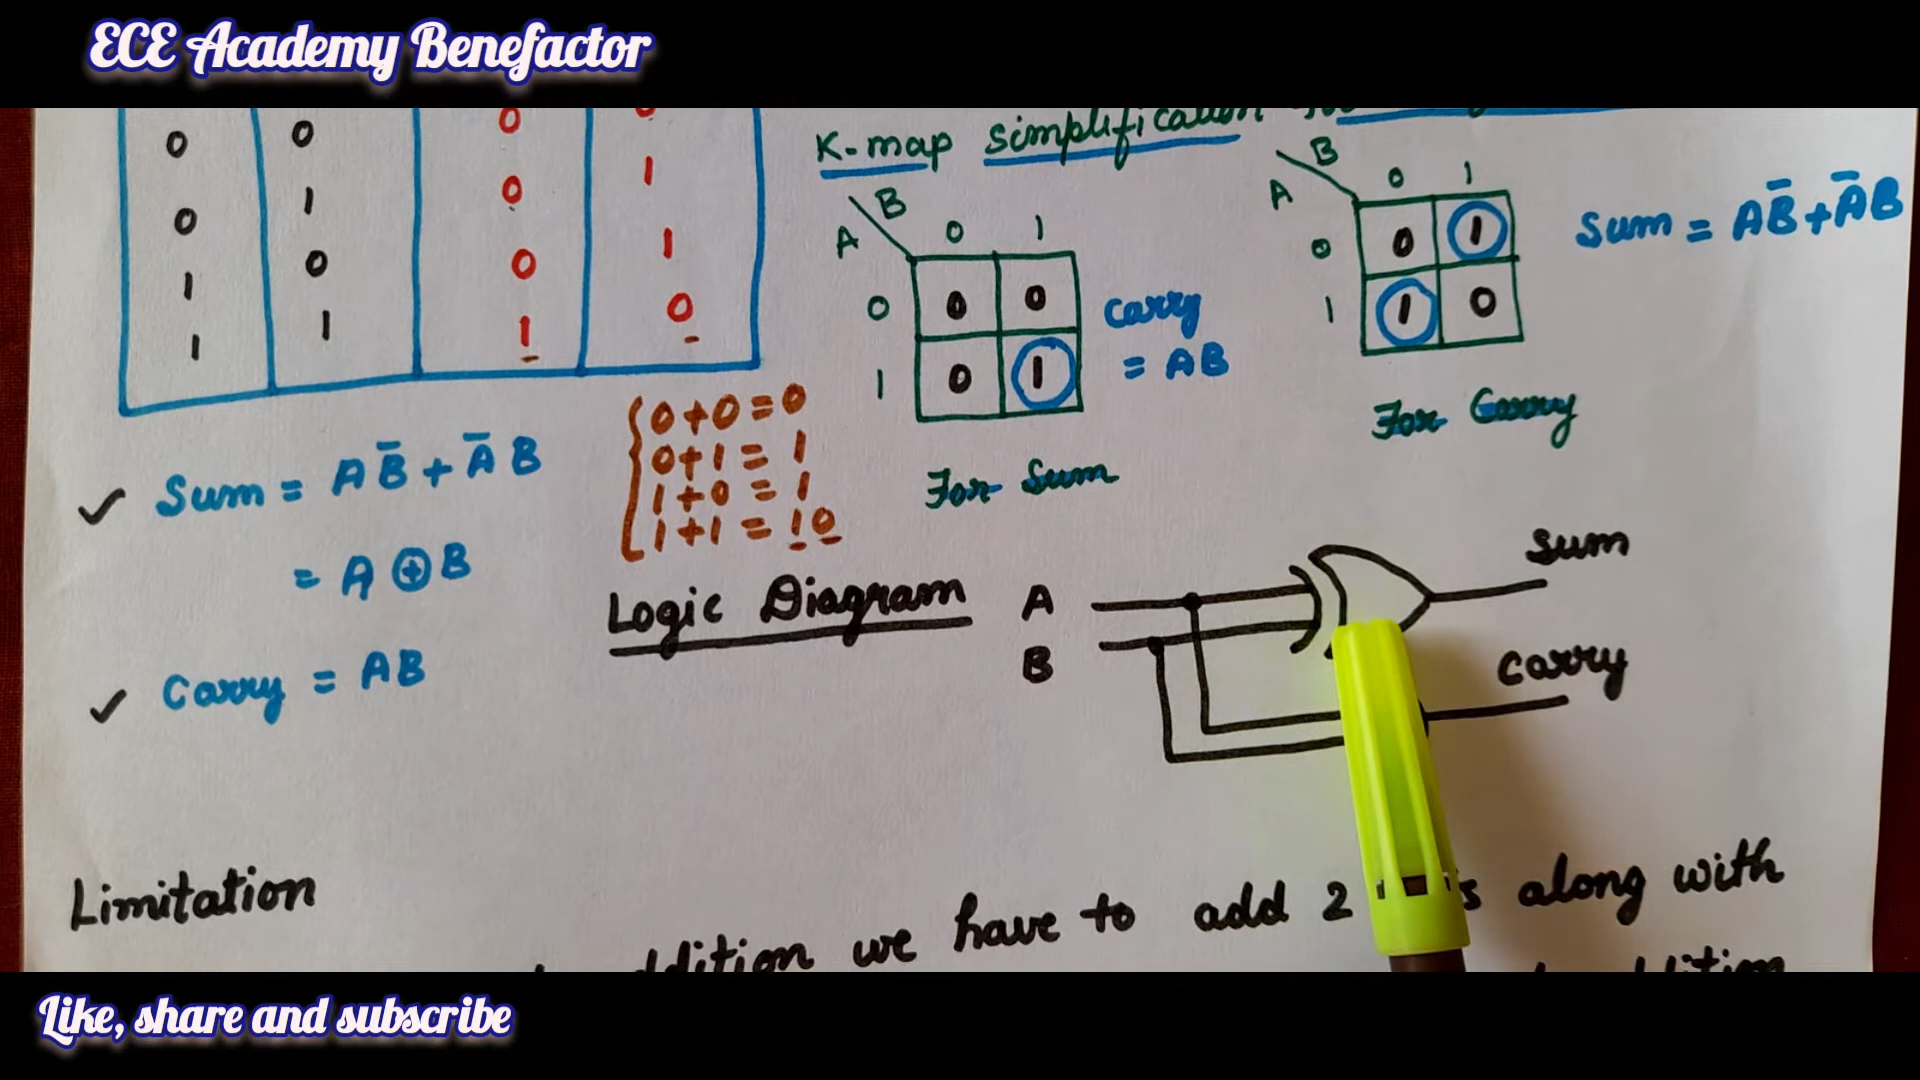 ECE Academy Benefactor
0 0 0
0 1 0 1
1 0 0 1
1 1 1 0
K-map simplification
A B 0 1
0 0 0
1 0 1
Carry
= AB
For Sum
A B 0 1
0 0 1
1 1 0
Sum = AB̅ + A̅B
For Carry
Sum = AB̅ + A̅B
= A ⊕ B
Carry = AB
0+0=0
0+1=1
1+0=1
1+1=10
Logic Diagram
A
B
Sum
Carry
Limitation
we have to add 2 along with
Like, share and subscribe